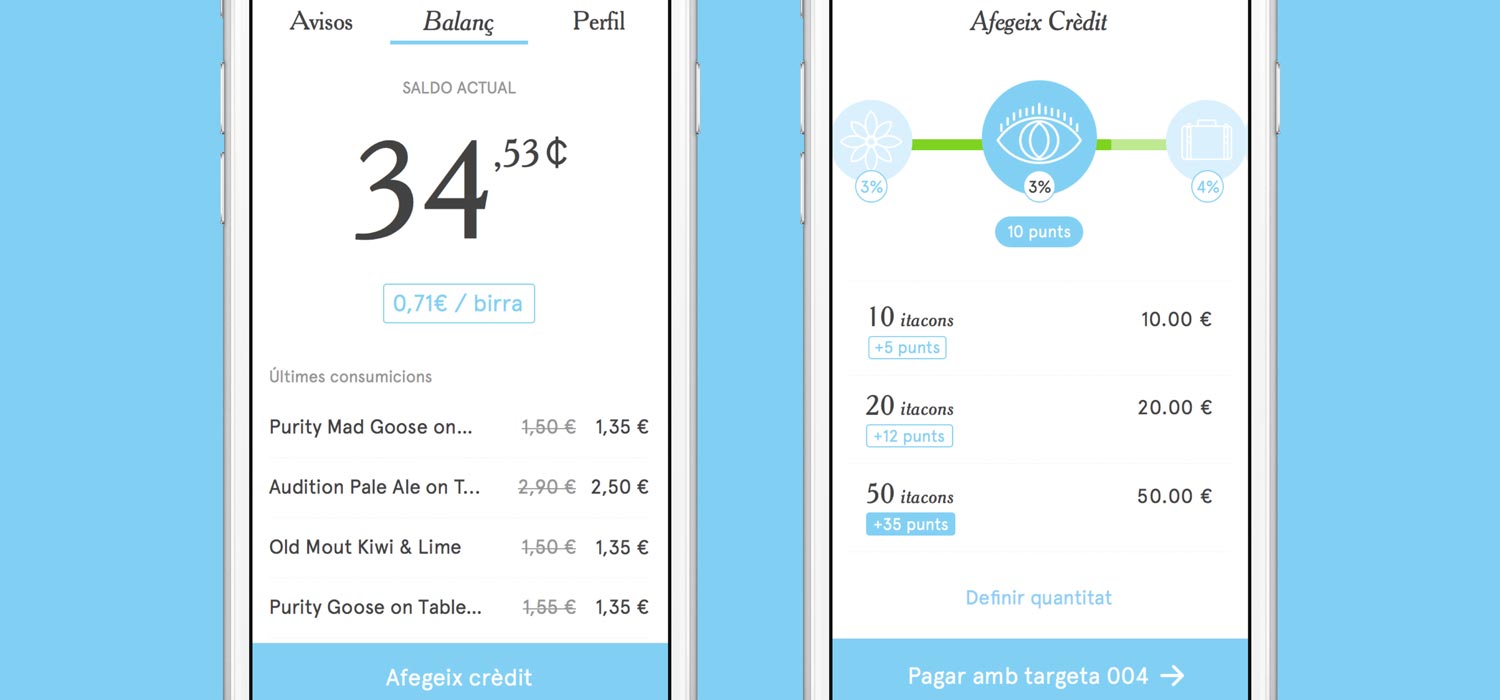 Avisos Balanç Perfil
SALDO ACTUAL
34,53₵
0,71€ / birra
Últimes consumicions
Purity Mad Goose on... 1,50 € 1,35 €
Audition Pale Ale on T... 2,90 € 2,50 €
Old Mout Kiwi & Lime 1,50 € 1,35 €
Purity Goose on Table... 1,55 € 1,35 €
Afegeix crèdit
Afegeix Crèdit
3% 3% 4%
10 punts
10 itacons 10.00 €
+5 punts
20 itacons 20.00 €
+12 punts
50 itacons 50.00 €
+35 punts
Definir quantitat
Pagar amb targeta 004 →